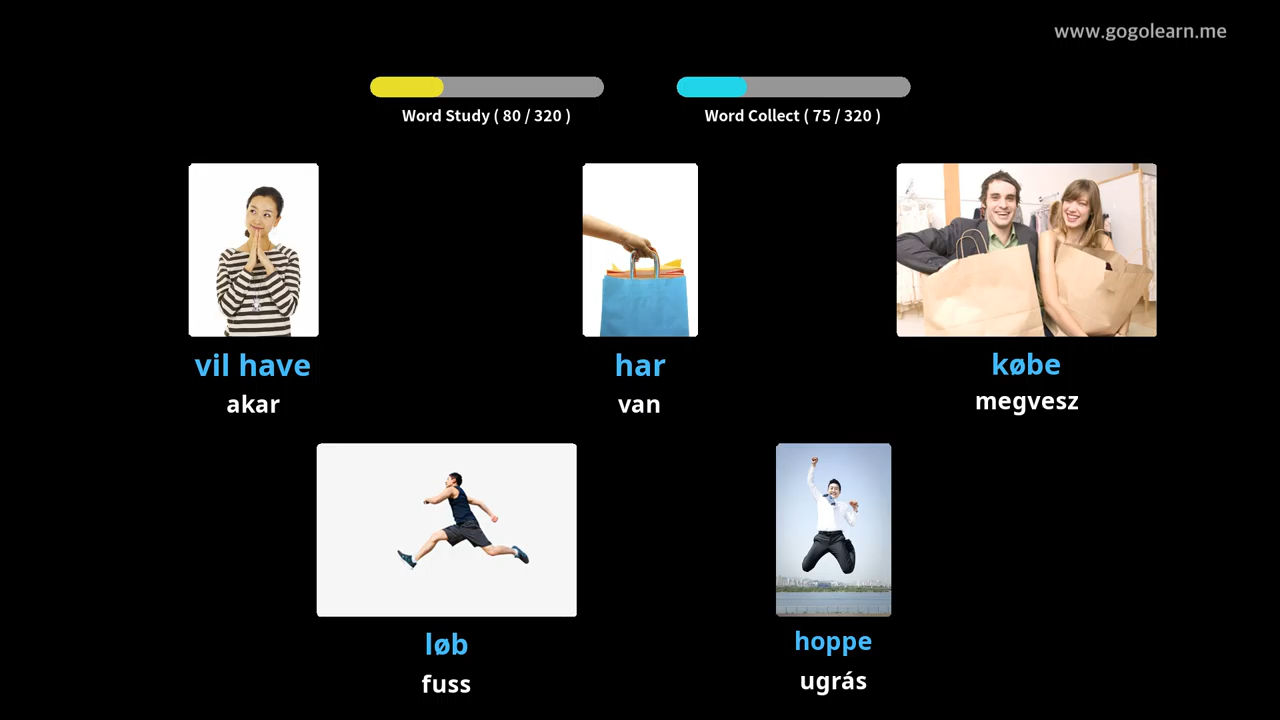 www.gogolearn.me
Word Study ( 80 / 320 )
Word Collect ( 75 / 320 )
vil have
akar
har
van
købe
megvesz
løb
fuss
hoppe
ugrás